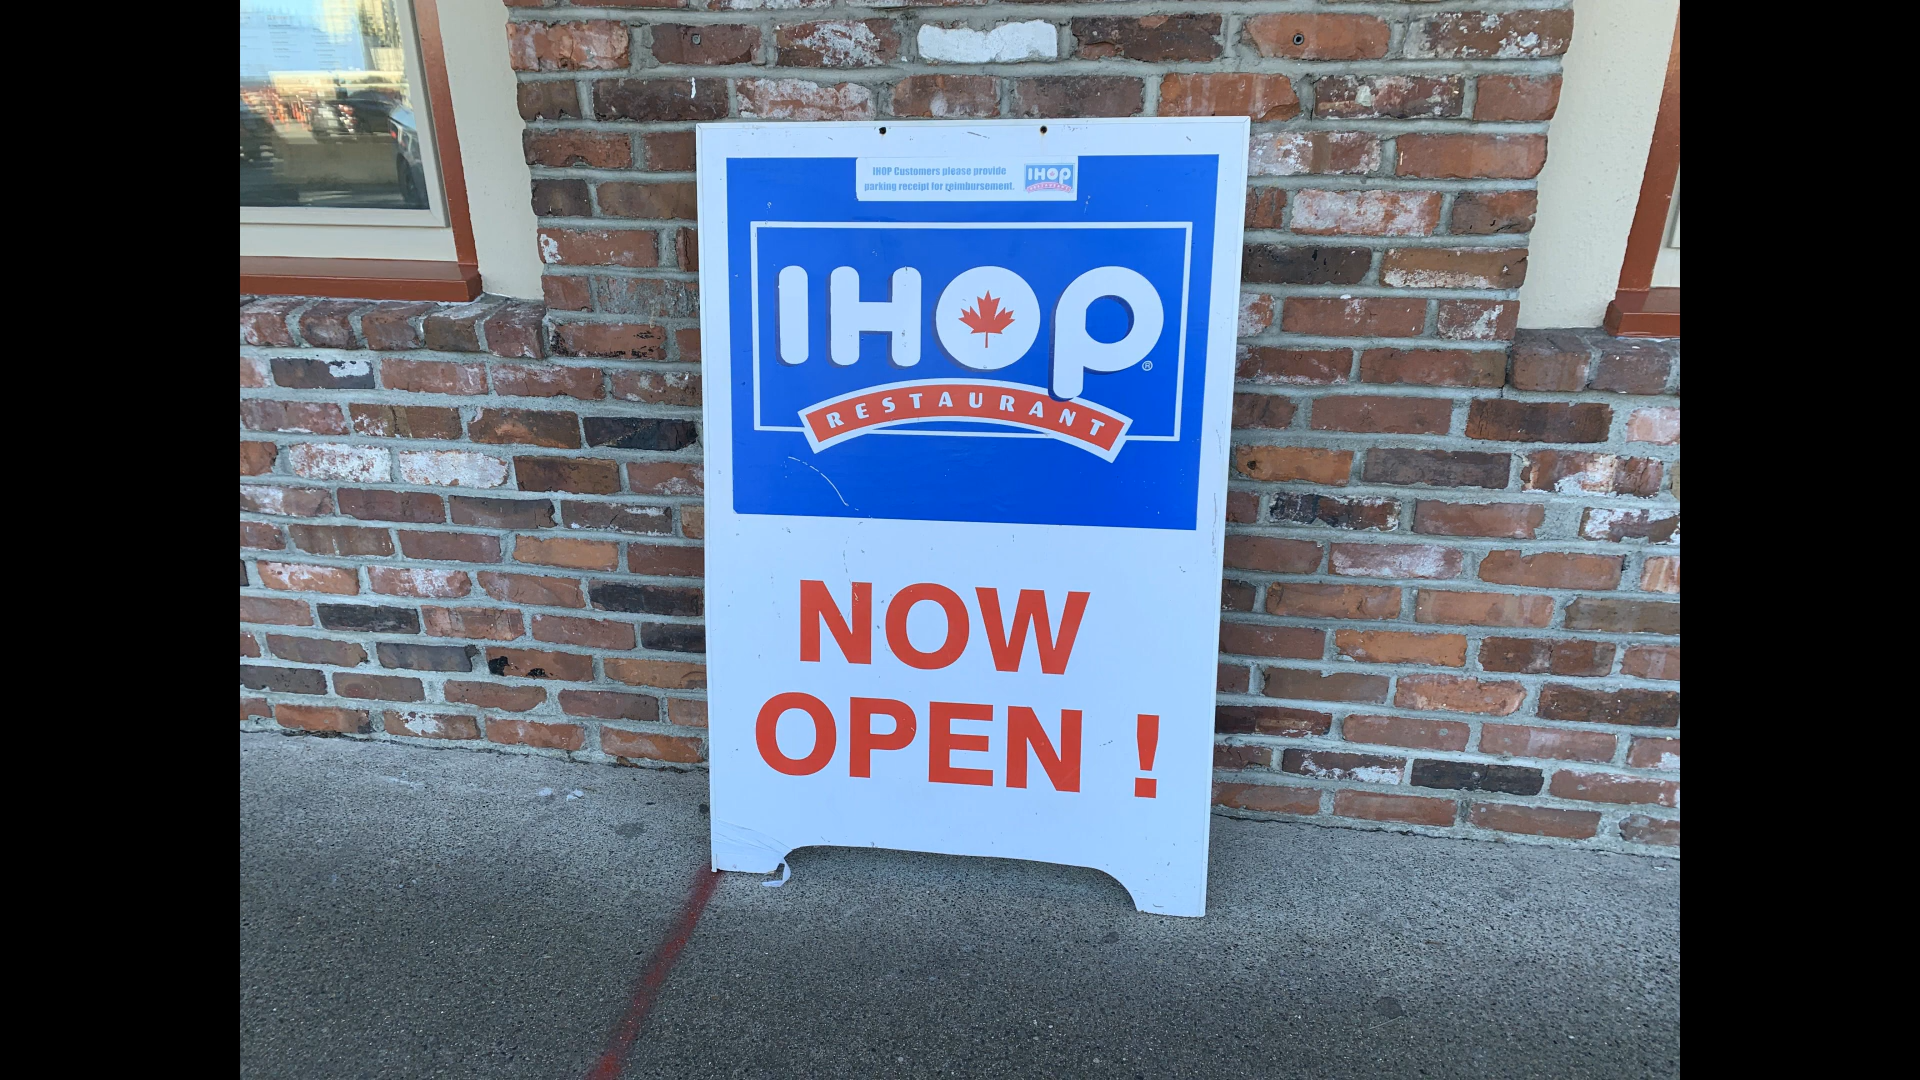 IHOP Customers please provide
parking receipt for reimbursement.
IHOP
IHOP®
RESTAURANT
NOW
OPEN !